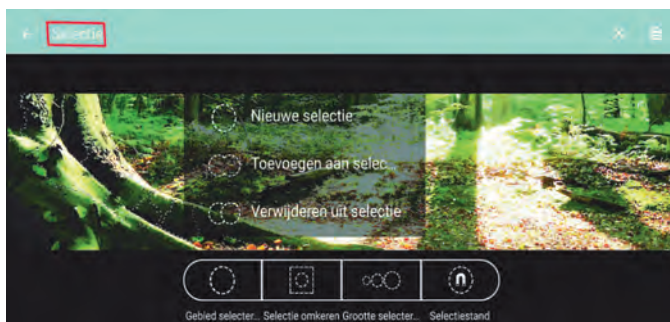 Selectie
Nieuwe selectie
Toevoegen aan selec
Verwijderen uit selectie
Gebied selecter... Selectie omkeren Grootte selecter... Selectiestand